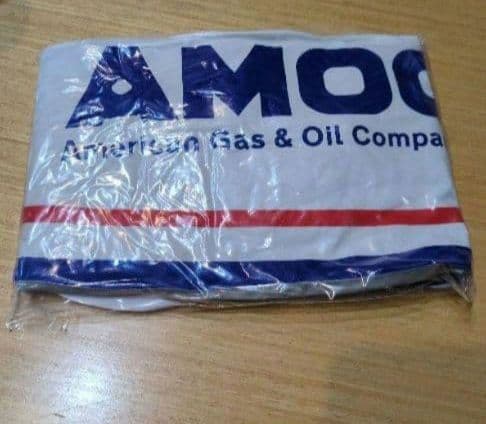 AMOC
American Gas & Oil Compa